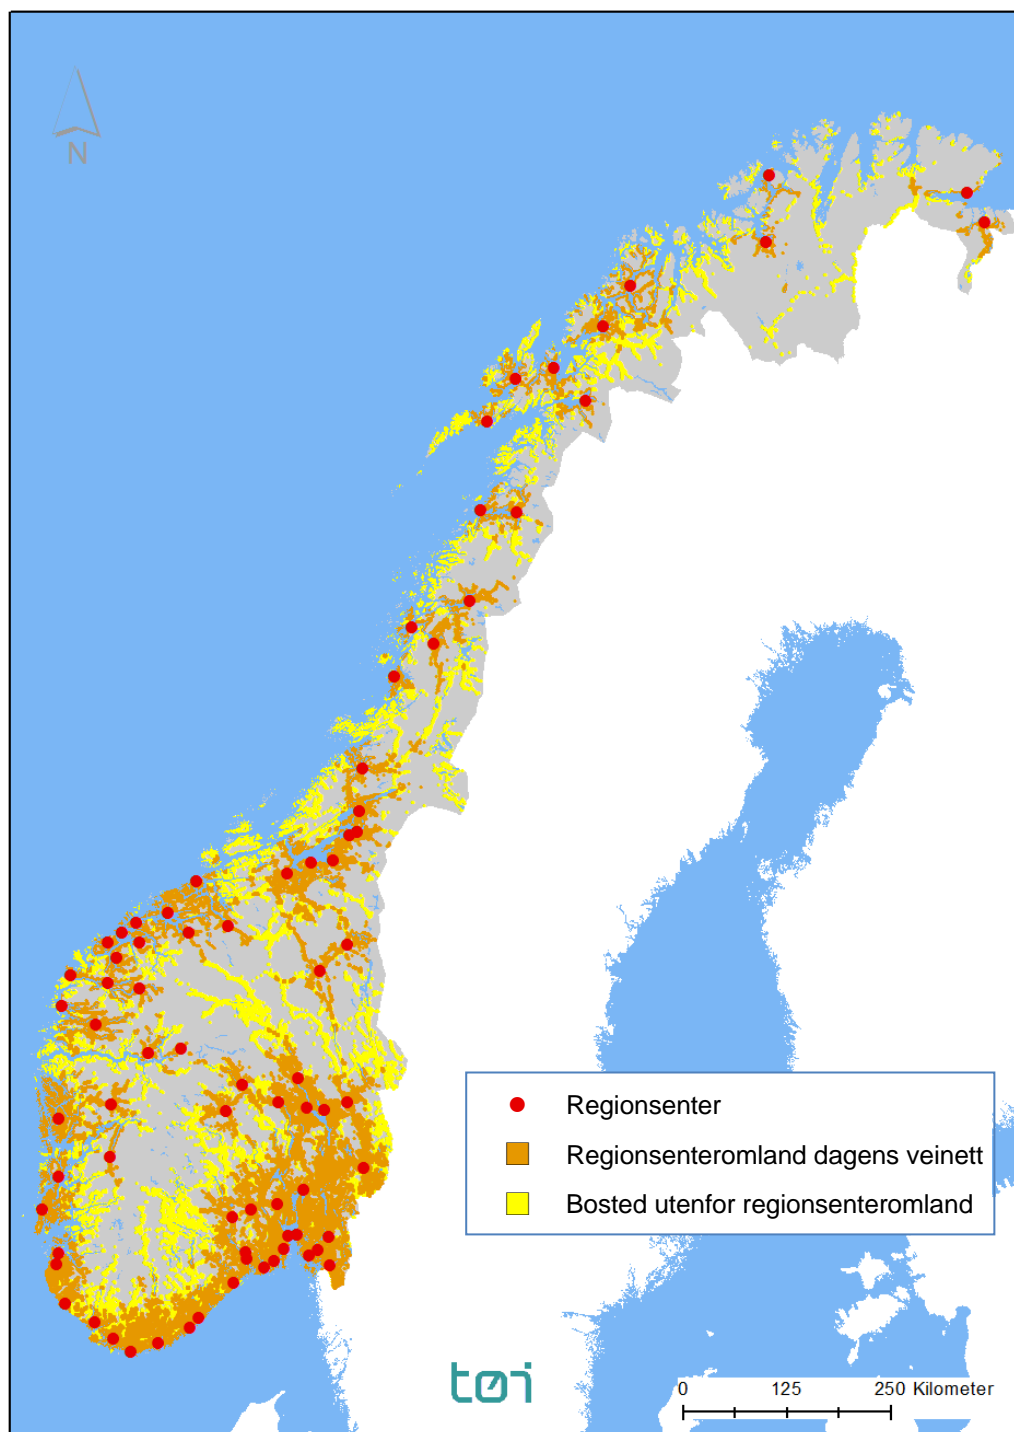 N
Regionsenter
Regionsenteromland dagens veinett
Bosted utenfor regionsenteromland
tøi
0 125 250 Kilometer